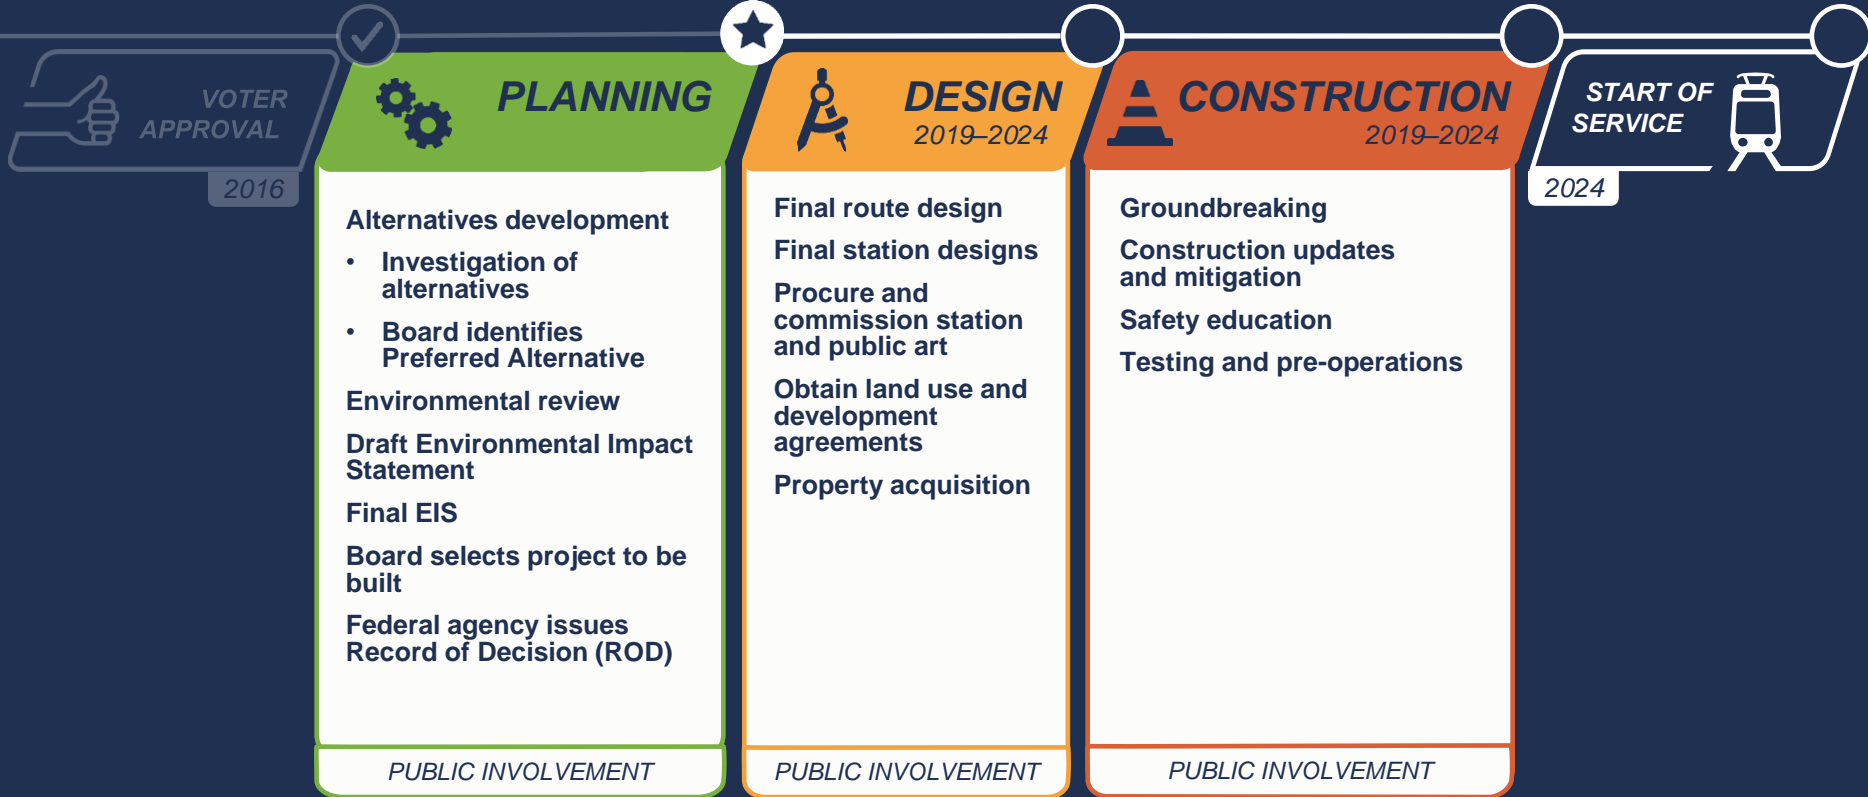 VOTER
APPROVAL
2016
PLANNING
Alternatives development
• Investigation of
alternatives
• Board identifies
Preferred Alternative
Environmental review
Draft Environmental Impact
Statement
Final EIS
Board selects project to be
built
Federal agency issues
Record of Decision (ROD)
PUBLIC INVOLVEMENT
DESIGN
2019–2024
Final route design
Final station designs
Procure and
commission station
and public art
Obtain land use and
development
agreements
Property acquisition
PUBLIC INVOLVEMENT
CONSTRUCTION
2019–2024
Groundbreaking
Construction updates
and mitigation
Safety education
Testing and pre-operations
PUBLIC INVOLVEMENT
START OF
SERVICE
2024